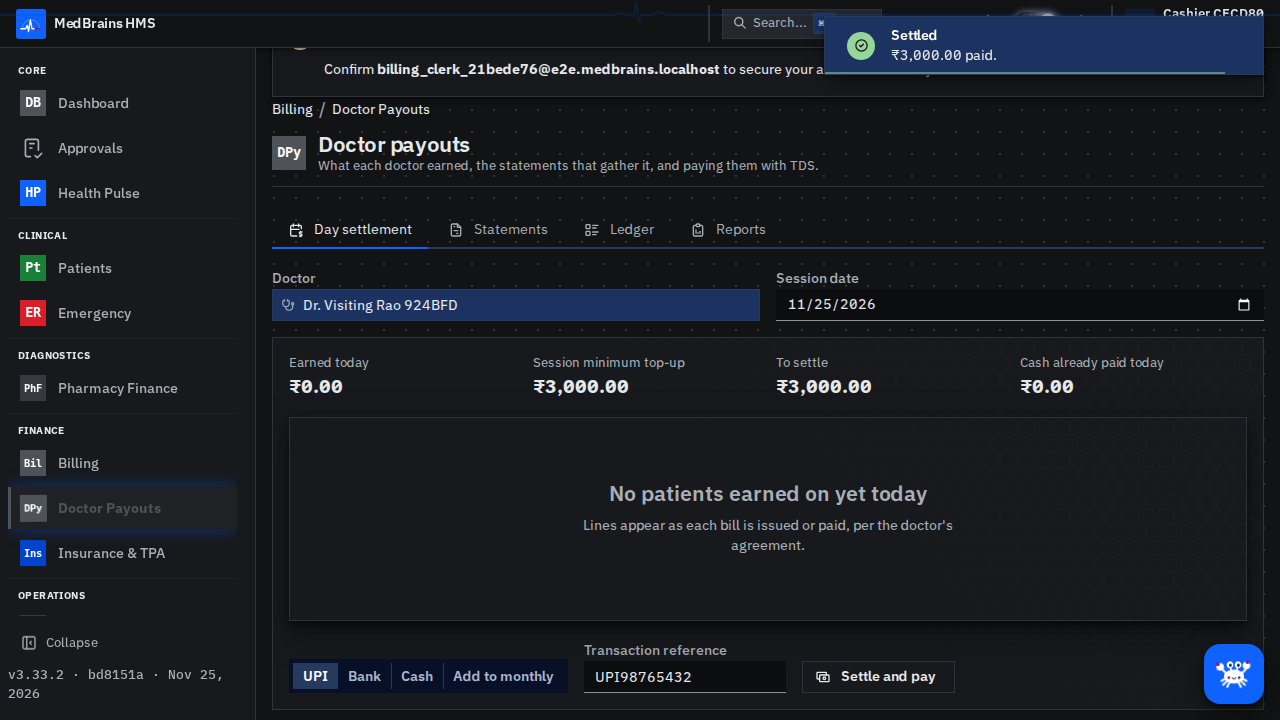 MedBrains HMS
Search...
Cashier CECD80
Settled
₹3,000.00 paid.
Confirm billing_clerk_21bede76@e2e.medbrains.localhost to secure your
Billing / Doctor Payouts
DPy
Doctor payouts
What each doctor earned, the statements that gather it, and paying them with TDS.
Day settlement
Statements
Ledger
Reports
Doctor
Session date
Dr. Visiting Rao 924BFD
11/25/2026
Earned today
Session minimum top-up
To settle
Cash already paid today
₹0.00
₹3,000.00
₹3,000.00
₹0.00
No patients earned on yet today
Lines appear as each bill is issued or paid, per the doctor's
agreement.
Transaction reference
UPI
Bank
Cash
Add to monthly
UPI98765432
Settle and pay
CORE
DB Dashboard
Approvals
HP Health Pulse
CLINICAL
Pt Patients
ER Emergency
DIAGNOSTICS
PhF Pharmacy Finance
FINANCE
Bil Billing
DPy Doctor Payouts
Ins Insurance & TPA
OPERATIONS
Collapse
v3.33.2 · bd8151a · Nov 25,
2026